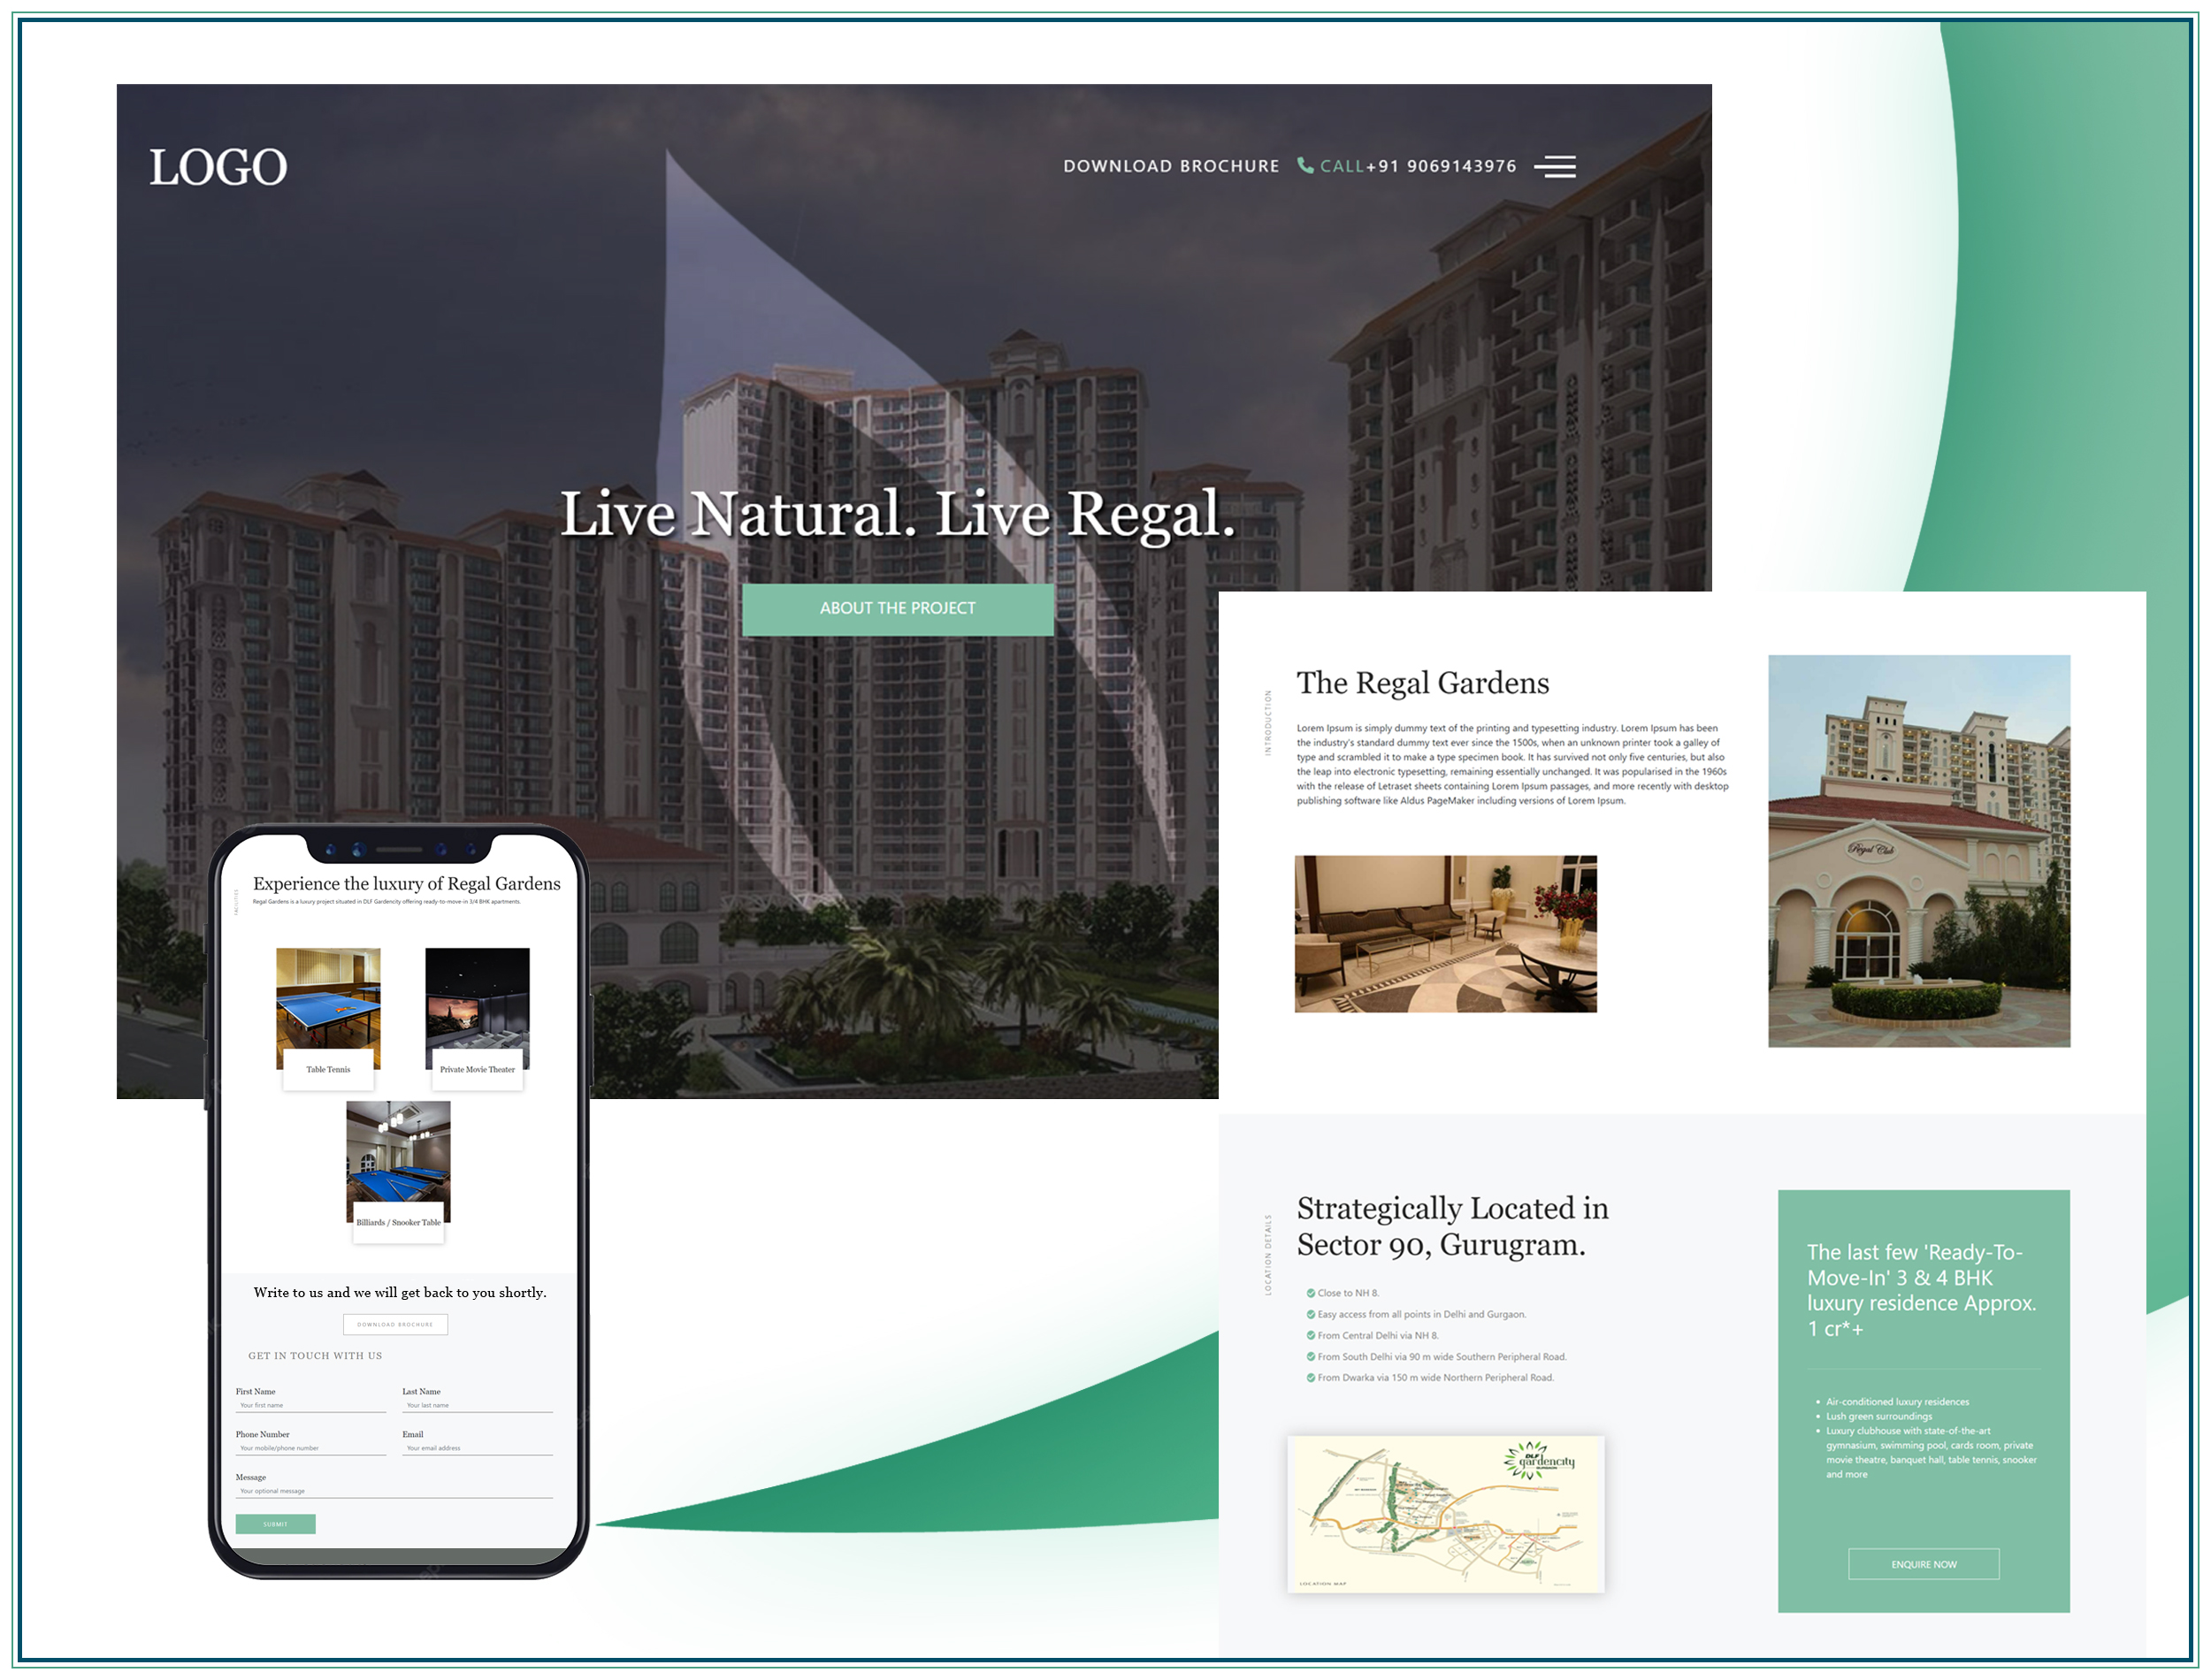 LOGO
DOWNLOAD BROCHURE
CALL+91 9069143976
Live Natural. Live Regal.
ABOUT THE PROJECT
INTRODUCTION
The Regal Gardens
Lorem Ipsum is simply dummy text of the printing and typesetting industry. Lorem Ipsum has been
the industry's standard dummy text ever since the 1500s, when an unknown printer took a galley of
type and scrambled it to make a type specimen book. It has survived not only five centuries, but also
the leap into electronic typesetting, remaining essentially unchanged. It was popularised in the 1960s
with the release of Letraset sheets containing Lorem Ipsum passages, and more recently with desktop
publishing software like Aldus PageMaker including versions of Lorem Ipsum.
Regal Club
FACILITIES
Experience the luxury of Regal Gardens
Regal Gardens is a luxury project situated in DLF Gardencity offering ready-to-move-in 3/4 BHK apartments.
Table Tennis
Private Movie Theater
Billiards / Snooker Table
Write to us and we will get back to you shortly.
DOWNLOAD BROCHURE
GET IN TOUCH WITH US
First Name
Last Name
Your first name
Your last name
Phone Number
Email
Your mobile/phone number
Your email address
Message
Your optional message
SUBMIT
LOCATION DETAILS
Strategically Located in
Sector 90, Gurugram.
Close to NH 8.
Easy access from all points in Delhi and Gurgaon.
From Central Delhi via NH 8.
From South Delhi via 90 m wide Southern Peripheral Road.
From Dwarka via 150 m wide Northern Peripheral Road.
DLF
gardencity
GURGAON
LOCATION MAP
The last few 'Ready-To-
Move-In' 3 & 4 BHK
luxury residence Approx.
1 cr*+
Air-conditioned luxury residences
Lush green surroundings
Luxury clubhouse with state-of-the-art
gymnasium, swimming pool, cards room, private
movie theatre, banquet hall, table tennis, snooker
and more
ENQUIRE NOW